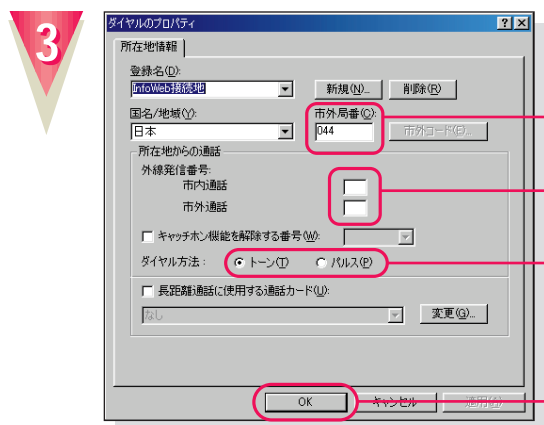 3
ダイヤルのプロパティ
所在地情報
登録名(D):
InfoWeb接続地 新規(N)... 削除(R)
国名/地域(Y): 市外局番(C):
日本 044 市外コード(E)...
所在地からの通話
外線発信番号:
市内通話
市外通話
キャッチホン機能を解除する番号(W):
ダイヤル方法: トーン(T) パルス(P)
長距離通話に使用する通話カード(U):
なし 変更(G)...
OK キャンセル 適用(A)